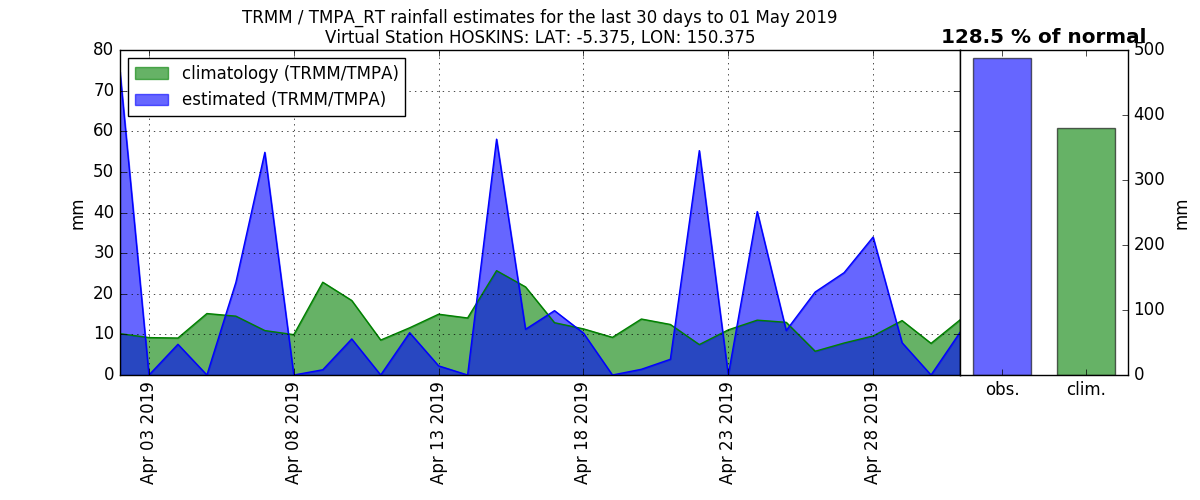 TRMM / TMPA_RT rainfall estimates for the last 30 days to 01 May 2019
Virtual Station HOSKINS: LAT: -5.375, LON: 150.375
128.5 % of normal
climatology (TRMM/TMPA)
estimated (TRMM/TMPA)
80
70
60
50
40
30
20
10
0
mm
Apr 03 2019
Apr 08 2019
Apr 13 2019
Apr 18 2019
Apr 23 2019
Apr 28 2019
obs.
clim.
500
400
300
200
100
0
mm